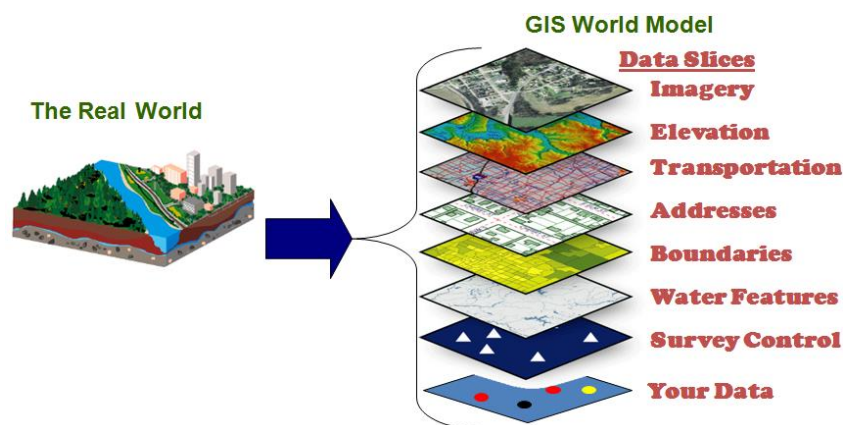 GIS World Model
The Real World
Data Slices
Imagery
Elevation
Transportation
Addresses
Boundaries
Water Features
Survey Control
Your Data